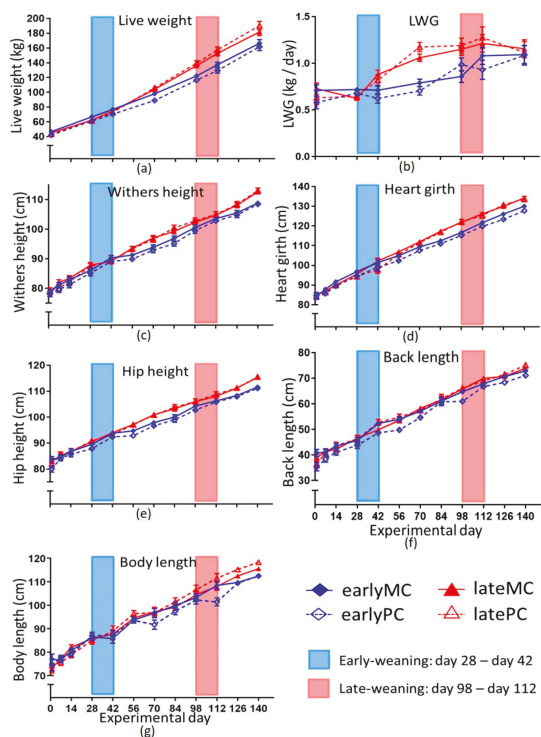 Live weight
Live weight (kg)
200
180
160
140
120
100
80
60
40
(a)
LWG
LWG (kg / day)
1.5
1.0
0.5
0.0
(b)
Withers height
Withers height (cm)
110
100
90
80
(c)
Heart girth
Heart girth (cm)
140
130
120
110
100
90
80
(d)
Hip height
Hip height (cm)
120
110
100
90
80
(e)
Back length
Back length (cm)
80
70
60
50
40
30
0 14 28 42 56 70 84 98 112 126 140
Experimental day
(f)
Body length
Body length (cm)
120
110
100
90
80
70
0 14 28 42 56 70 84 98 112 126 140
Experimental day
(g)
earlyMC
lateMC
earlyPC
latePC
Early-weaning: day 28 – day 42
Late-weaning: day 98 – day 112